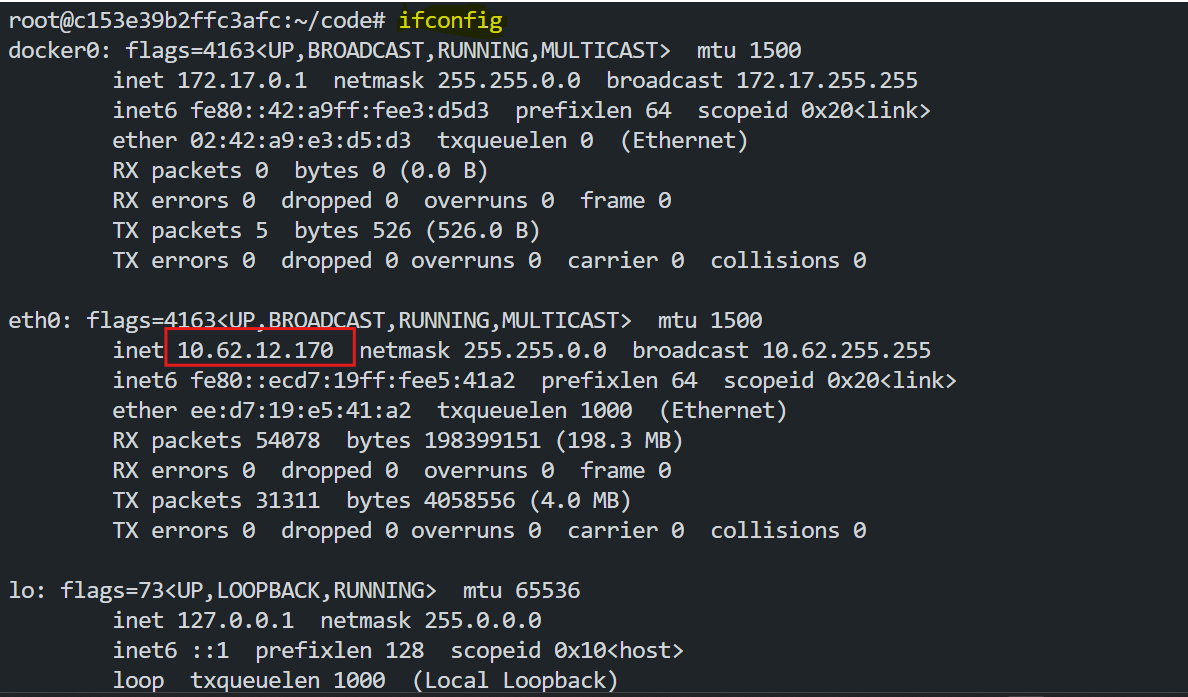 root@c153e39b2ffc3afc:~/code# ifconfig
docker0: flags=4163<UP,BROADCAST,RUNNING,MULTICAST>  mtu 1500
        inet 172.17.0.1  netmask 255.255.0.0  broadcast 172.17.255.255
        inet6 fe80::42:a9ff:fee3:d5d3  prefixlen 64  scopeid 0x20<link>
        ether 02:42:a9:e3:d5:d3  txqueuelen 0  (Ethernet)
        RX packets 0  bytes 0 (0.0 B)
        RX errors 0  dropped 0  overruns 0  frame 0
        TX packets 5  bytes 526 (526.0 B)
        TX errors 0  dropped 0 overruns 0  carrier 0  collisions 0

eth0: flags=4163<UP,BROADCAST,RUNNING,MULTICAST>  mtu 1500
        inet 10.62.12.170  netmask 255.255.0.0  broadcast 10.62.255.255
        inet6 fe80::ecd7:19ff:fee5:41a2  prefixlen 64  scopeid 0x20<link>
        ether ee:d7:19:e5:41:a2  txqueuelen 1000  (Ethernet)
        RX packets 54078  bytes 198399151 (198.3 MB)
        RX errors 0  dropped 0  overruns 0  frame 0
        TX packets 31311  bytes 4058556 (4.0 MB)
        TX errors 0  dropped 0 overruns 0  carrier 0  collisions 0

lo: flags=73<UP,LOOPBACK,RUNNING>  mtu 65536
        inet 127.0.0.1  netmask 255.0.0.0
        inet6 ::1  prefixlen 128  scopeid 0x10<host>
        loop  txqueuelen 1000  (Local Loopback)